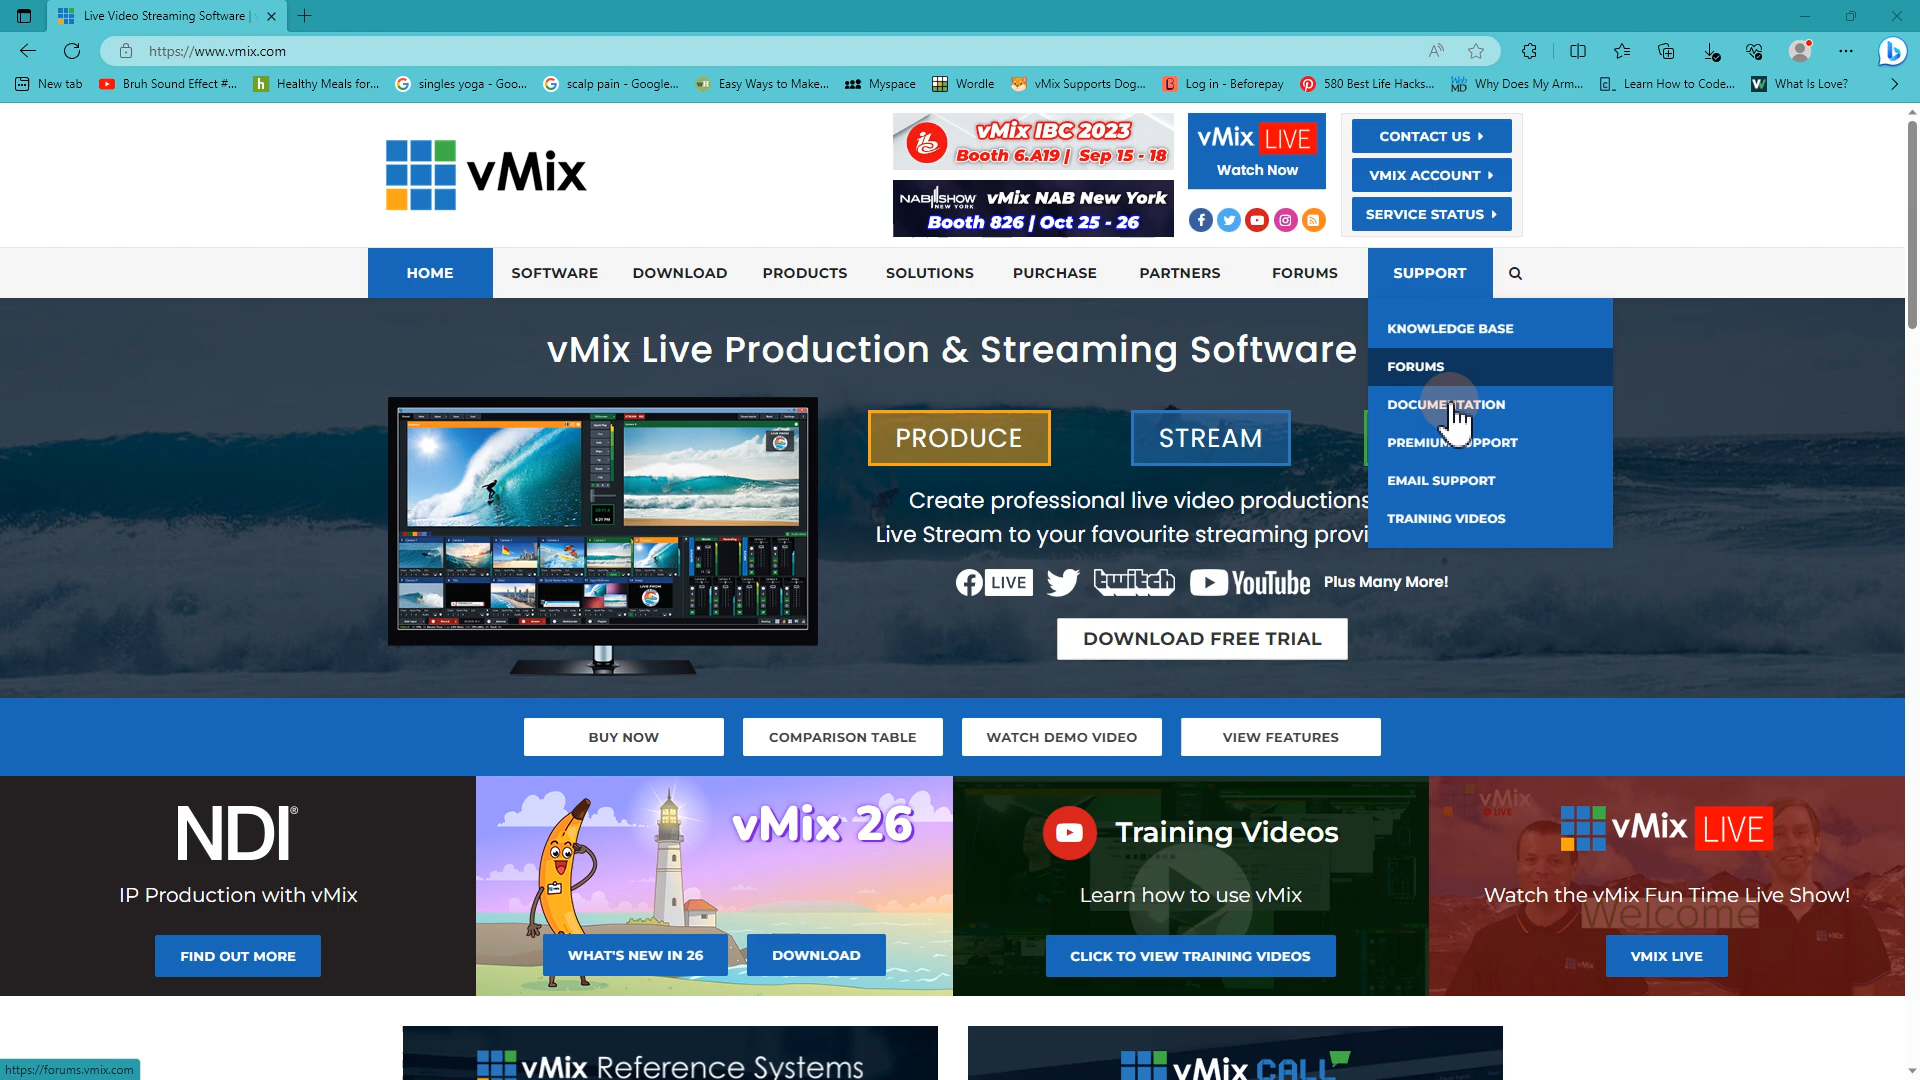 Live Video Streaming Software |
https://www.vmix.com
New tab
Bruh Sound Effect #...
Healthy Meals for...
singles yoga - Goo...
scalp pain - Google...
Easy Ways to Make...
Myspace
Wordle
vMix Supports Dog...
Log in - Beforepay
580 Best Life Hacks...
Why Does My Arm...
Learn How to Code...
What Is Love?
vMix
vMix IBC 2023
Booth 6.A19 | Sep 15 - 18
NAB SHOW NEW YORK vMix NAB New York
Booth 826 | Oct 25 - 26
vMix LIVE
Watch Now
CONTACT US
VMIX ACCOUNT
SERVICE STATUS
HOME
SOFTWARE
DOWNLOAD
PRODUCTS
SOLUTIONS
PURCHASE
PARTNERS
FORUMS
SUPPORT
KNOWLEDGE BASE
FORUMS
DOCUMENTATION
PREMIUM SUPPORT
EMAIL SUPPORT
TRAINING VIDEOS
vMix Live Production & Streaming Software
PRODUCE
STREAM
Create professional live video productions
Live Stream to your favourite streaming provi
LIVE
twitch
YouTube
Plus Many More!
DOWNLOAD FREE TRIAL
BUY NOW
COMPARISON TABLE
WATCH DEMO VIDEO
VIEW FEATURES
NDI®
IP Production with vMix
FIND OUT MORE
vMix 26
WHAT'S NEW IN 26
DOWNLOAD
Training Videos
Learn how to use vMix
CLICK TO VIEW TRAINING VIDEOS
vMix LIVE
Watch the vMix Fun Time Live Show!
Welcome
VMIX LIVE
vMix Reference Systems
vMix CALL
https://forums.vmix.com